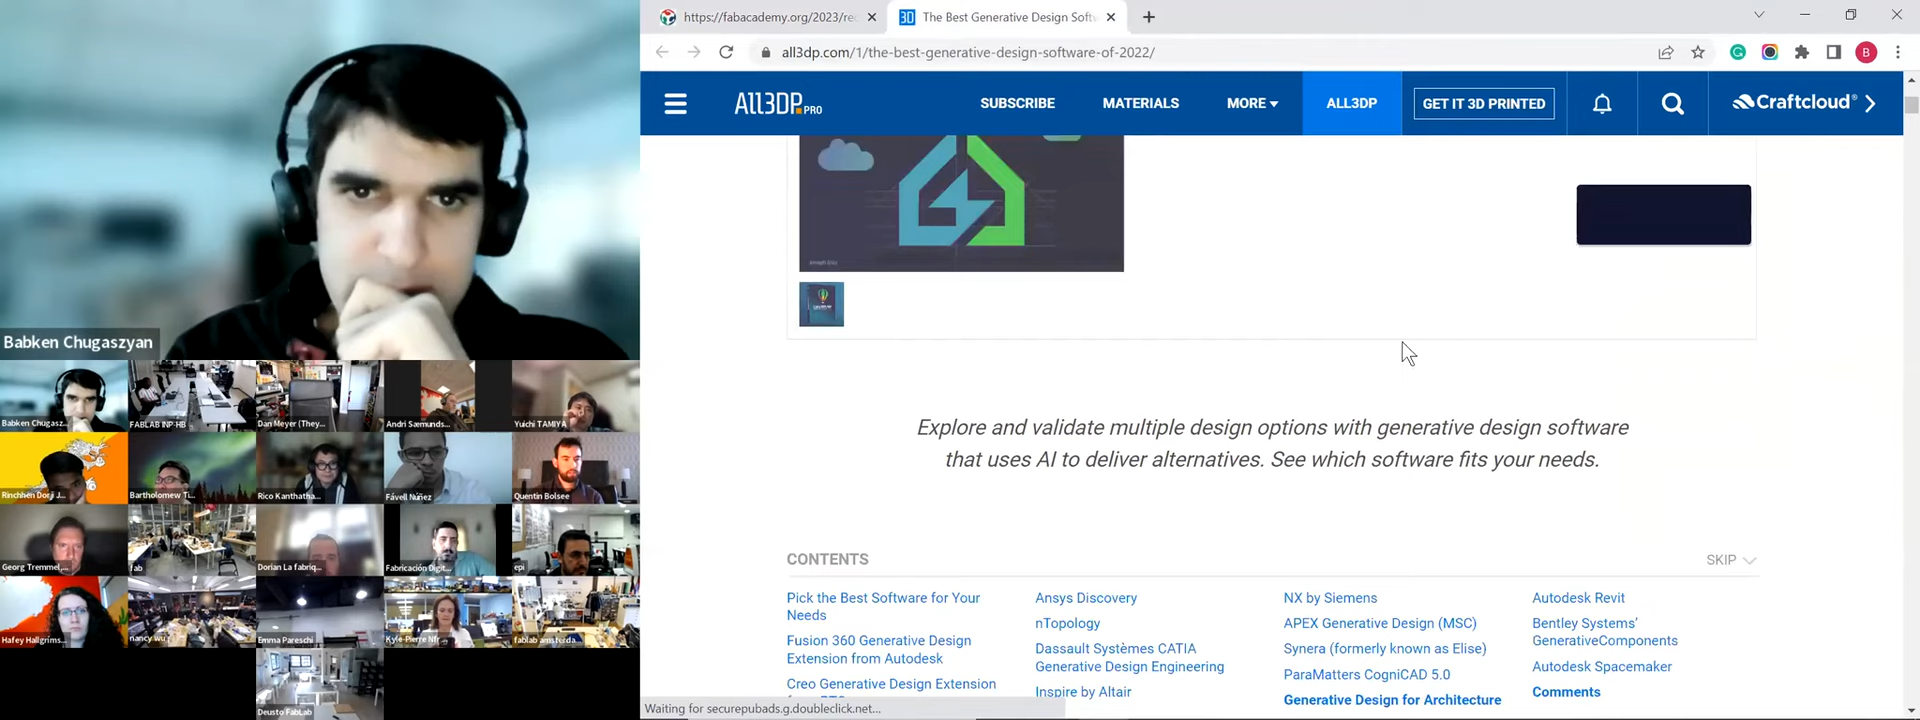 Babken Chugaszyan
Babken Chugasz...
FABLAB INP-HB
Dan Meyer (They...
Andri Sæmunds...
Yuichi TAMIYA
Rinchhen Dorji J...
Bartholomew Ti...
Rico Kanthatha...
Fávell Núñez
Quentin Bolsee
Georg Tremmel,...
fab
Dorian La fabriq...
Fabricación Digit...
epi
Hafey Hallgrims...
nancy wu
Emma Pareschi
Kyle-Pierre Nfr...
fablab amsterda...
Deusto FabLab
https://fabacademy.org/2023/re
The Best Generative Design Soft
all3dp.com/1/the-best-generative-design-software-of-2022/
B
ALL3DP.PRO
SUBSCRIBE
MATERIALS
MORE
ALL3DP
GET IT 3D PRINTED
Craftcloud®
Explore and validate multiple design options with generative design software
that uses AI to deliver alternatives. See which software fits your needs.
CONTENTS
SKIP
Pick the Best Software for Your
Needs
Fusion 360 Generative Design
Extension from Autodesk
Creo Generative Design Extension
Ansys Discovery
nTopology
Dassault Systèmes CATIA
Generative Design Engineering
Inspire by Altair
NX by Siemens
APEX Generative Design (MSC)
Synera (formerly known as Elise)
ParaMatters CogniCAD 5.0
Generative Design for Architecture
Autodesk Revit
Bentley Systems'
GenerativeComponents
Autodesk Spacemaker
Comments
Waiting for securepubads.g.doubleclick.net...